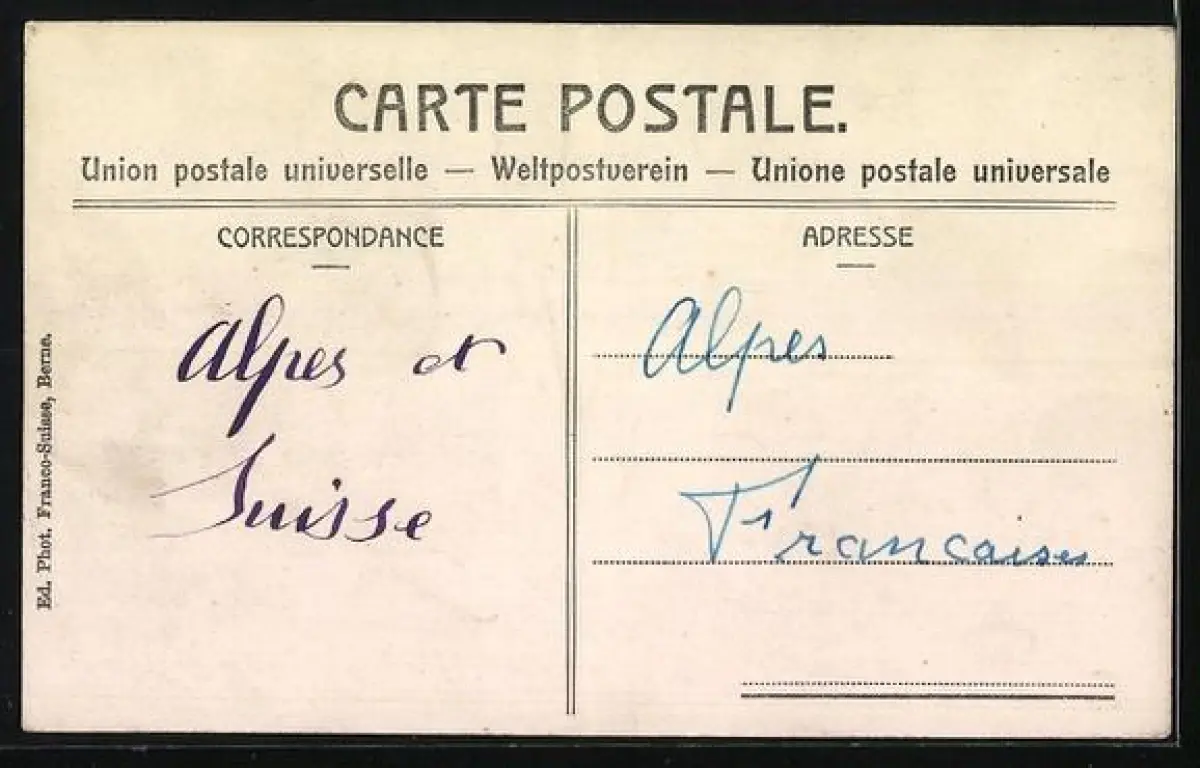 CARTE POSTALE.
Union postale universelle — Weltpostverein — Unione postale universale
CORRESPONDANCE
Alpes et
Suisse
ADRESSE
Alpes
Francaises
Ed. Phot. Franco-Suisse, Berne.